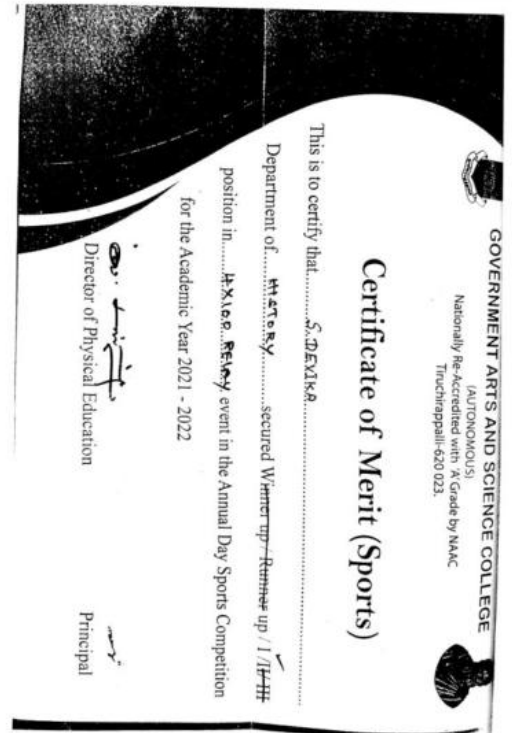 GOVERNMENT ARTS AND SCIENCE COLLEGE
(AUTONOMOUS)
Nationally Re-Accredited with 'A' Grade by NAAC
Tiruchirappalli-620 023.
Certificate of Merit (Sports)
This is to certify that..........S. DEVIKA..........
Department of........HISTORY........secured Winner up / Runner up / I /II/ III
position in........4X100 RELAY event in the Annual Day Sports Competition
for the Academic Year 2021 - 2022
Director of Physical Education
Principal